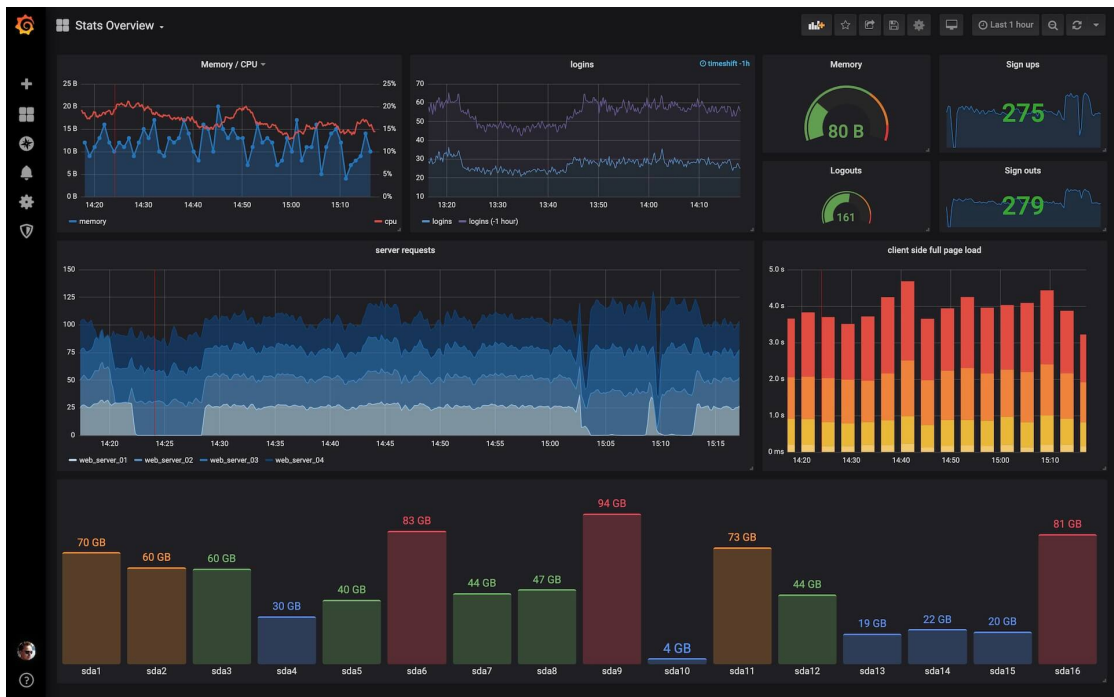 Stats Overview
Last 1 hour
Memory / CPU
25 B
20 B
15 B
10 B
5 B
0 B
25%
20%
15%
10%
5%
0%
14:20 14:30 14:40 14:50 15:00 15:10
memory
cpu
logins
timeshift -1h
70
60
50
40
30
20
10
13:20 13:30 13:40 13:50 14:00 14:10
logins logins (-1 hour)
Memory
80 B
Sign ups
275
Logouts
161
Sign outs
279
server requests
150
125
100
75
50
25
0
14:20 14:25 14:30 14:35 14:40 14:45 14:50 14:55 15:00 15:05 15:10 15:15
web_server_01 web_server_02 web_server_03 web_server_04
client side full page load
5.0 s
4.0 s
3.0 s
2.0 s
1.0 s
0 ms
14:20 14:30 14:40 14:50 15:00 15:10
70 GB 60 GB 60 GB 30 GB 40 GB 83 GB 44 GB 47 GB 94 GB 4 GB 73 GB 44 GB 19 GB 22 GB 20 GB 81 GB
sda1 sda2 sda3 sda4 sda5 sda6 sda7 sda8 sda9 sda10 sda11 sda12 sda13 sda14 sda15 sda16